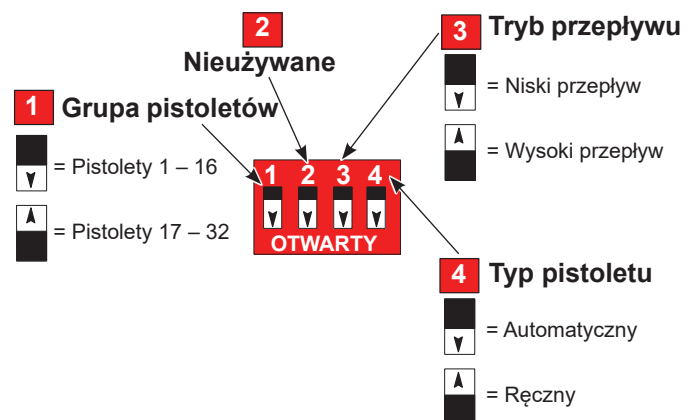 2
Nieużywane
3 Tryb przepływu
= Niski przepływ
= Wysoki przepływ
1 Grupa pistoletów
= Pistolety 1 – 16
= Pistolety 17 – 32
1 2 3 4
OTWARTY
4 Typ pistoletu
= Automatyczny
= Ręczny